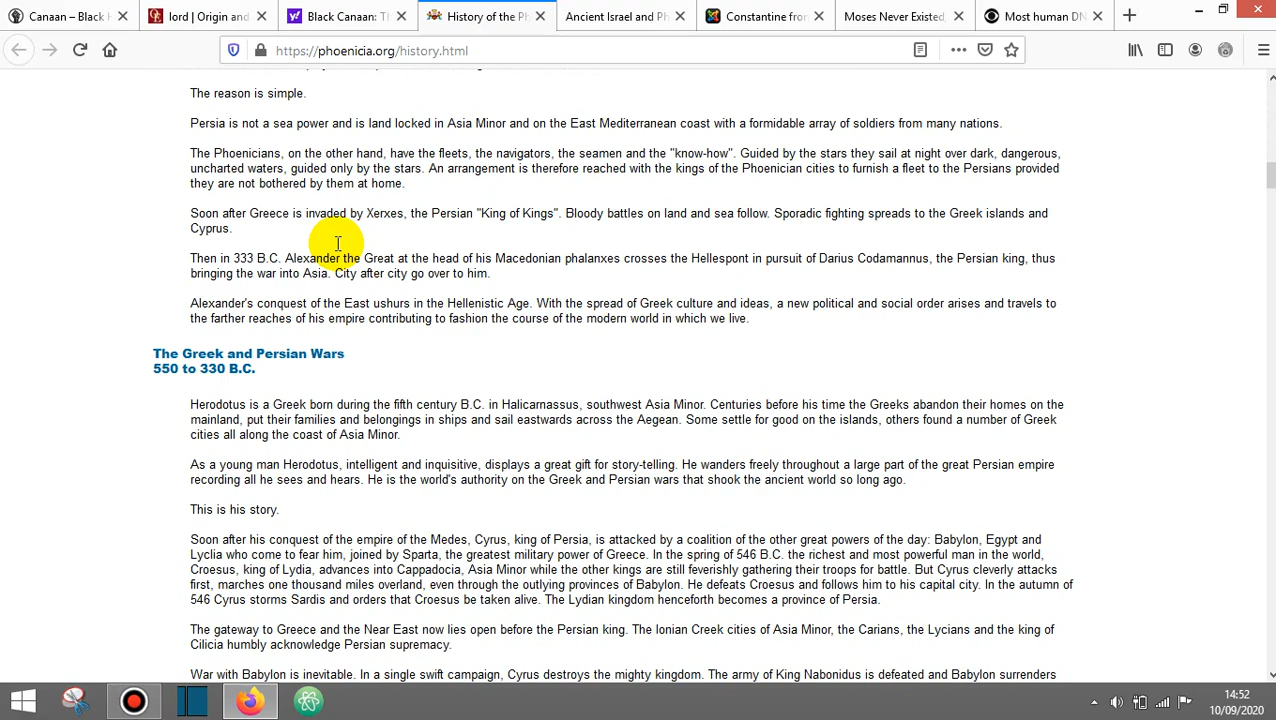 Canaan – Black H
lord | Origin and
Black Canaan: Th
History of the Ph
Ancient Israel and Ph
Constantine from
Moses Never Existed,
Most human DN
https://phoenicia.org/history.html
The reason is simple.
Persia is not a sea power and is land locked in Asia Minor and on the East Mediterranean coast with a formidable array of soldiers from many nations.
The Phoenicians, on the other hand, have the fleets, the navigators, the seamen and the "know-how". Guided by the stars they sail at night over dark, dangerous,
uncharted waters, guided only by the stars. An arrangement is therefore reached with the kings of the Phoenician cities to furnish a fleet to the Persians provided
they are not bothered by them at home.
Soon after Greece is invaded by Xerxes, the Persian "King of Kings". Bloody battles on land and sea follow. Sporadic fighting spreads to the Greek islands and
Cyprus.
Then in 333 B.C. Alexander the Great at the head of his Macedonian phalanxes crosses the Hellespont in pursuit of Darius Codamannus, the Persian king, thus
bringing the war into Asia. City after city go over to him.
Alexander's conquest of the East ushurs in the Hellenistic Age. With the spread of Greek culture and ideas, a new political and social order arises and travels to
the farther reaches of his empire contributing to fashion the course of the modern world in which we live.
The Greek and Persian Wars
550 to 330 B.C.
Herodotus is a Greek born during the fifth century B.C. in Halicarnassus, southwest Asia Minor. Centuries before his time the Greeks abandon their homes on the
mainland, put their families and belongings in ships and sail eastwards across the Aegean. Some settle for good on the islands, others found a number of Greek
cities all along the coast of Asia Minor.
As a young man Herodotus, intelligent and inquisitive, displays a great gift for story-telling. He wanders freely throughout a large part of the great Persian empire
recording all he sees and hears. He is the world's authority on the Greek and Persian wars that shook the ancient world so long ago.
This is his story.
Soon after his conquest of the empire of the Medes, Cyrus, king of Persia, is attacked by a coalition of the other great powers of the day: Babylon, Egypt and
Lyclia who come to fear him, joined by Sparta, the greatest military power of Greece. In the spring of 546 B.C. the richest and most powerful man in the world,
Croesus, king of Lydia, advances into Cappadocia, Asia Minor while the other kings are still feverishly gathering their troops for battle. But Cyrus cleverly attacks
first, marches one thousand miles overland, even through the outlying provinces of Babylon. He defeats Croesus and follows him to his capital city. In the autumn of
546 Cyrus storms Sardis and orders that Croesus be taken alive. The Lydian kingdom henceforth becomes a province of Persia.
The gateway to Greece and the Near East now lies open before the Persian king. The Ionian Creek cities of Asia Minor, the Carians, the Lycians and the king of
Cilicia humbly acknowledge Persian supremacy.
War with Babylon is inevitable. In a single swift campaign, Cyrus destroys the mighty kingdom. The army of King Nabonidus is defeated and Babylon surrenders
14:52
10/09/2020